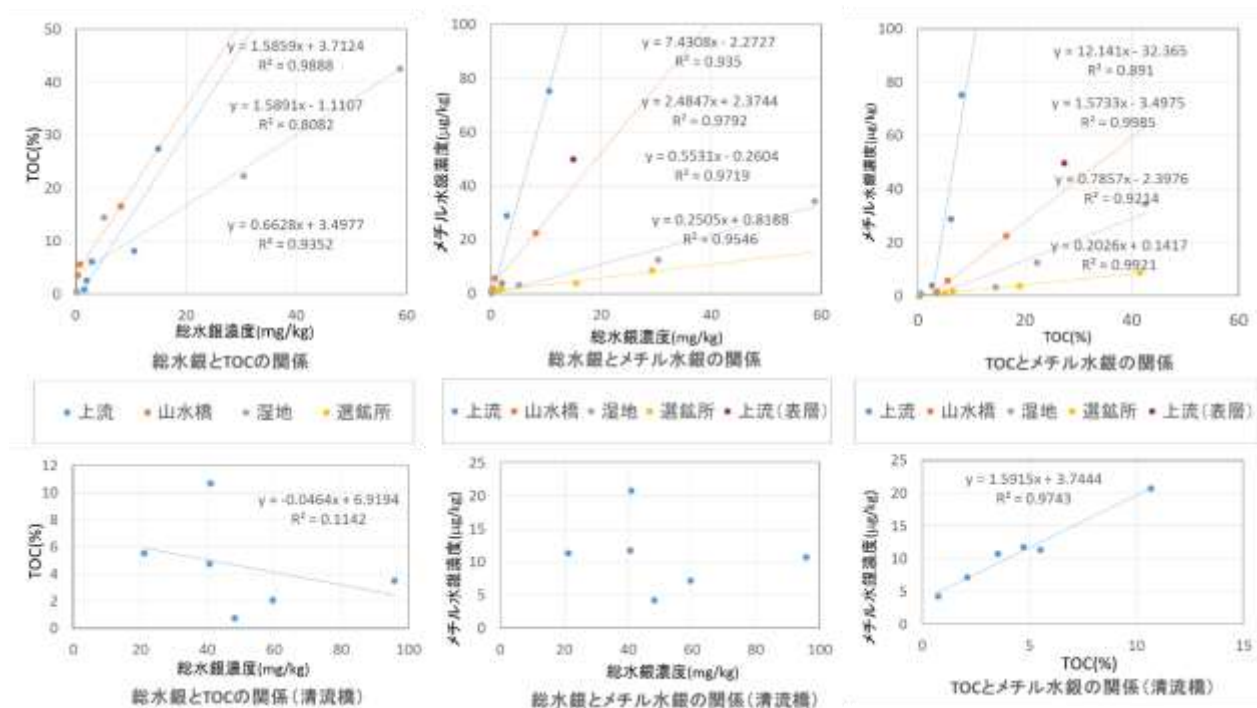 50
40
30
20
10
0
TOC(%)
y = 1.5859x + 3.7124
R² = 0.9888
y = 1.5891x - 1.1107
R² = 0.8082
y = 0.6628x + 3.4977
R² = 0.9352
0 20 40 60
総水銀濃度(mg/kg)
総水銀とTOCの関係
100
80
60
40
20
0
メチル水銀濃度(μg/kg)
y = 7.4308x - 2.2727
R² = 0.935
y = 2.4847x + 2.3744
R² = 0.9792
y = 0.5531x - 0.2604
R² = 0.9719
y = 0.2505x + 0.8188
R² = 0.9546
0 20 40 60
総水銀濃度(mg/kg)
総水銀とメチル水銀の関係
100
80
60
40
20
0
メチル水銀濃度(μg/kg)
y = 12.141x - 32.365
R² = 0.891
y = 1.5733x - 3.4975
R² = 0.9985
y = 0.7857x - 2.3976
R² = 0.9214
y = 0.2026x + 0.1417
R² = 0.9921
0 20 40 60
TOC(%)
TOCとメチル水銀の関係
上流 山水橋 湿地 選鉱所
上流 山水橋 湿地 選鉱所 上流(表層)
上流 山水橋 湿地 選鉱所 上流(表層)
12
10
8
6
4
2
0
TOC(%)
y = -0.0464x + 6.9194
R² = 0.1142
0 20 40 60 80 100
総水銀濃度(mg/kg)
総水銀とTOCの関係(清流橋)
25
20
15
10
5
0
メチル水銀濃度(μg/kg)
0 20 40 60 80 100
総水銀濃度(mg/kg)
総水銀とメチル水銀の関係(清流橋)
25
20
15
10
5
0
メチル水銀濃度(μg/kg)
y = 1.5915x + 3.7444
R² = 0.9743
0 5 10 15
TOC(%)
TOCとメチル水銀の関係(清流橋)